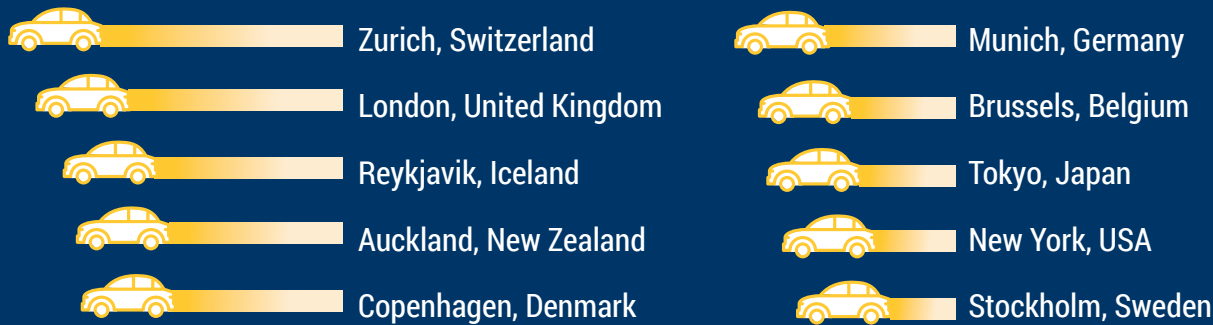 Zurich, Switzerland
London, United Kingdom
Reykjavik, Iceland
Auckland, New Zealand
Copenhagen, Denmark
Munich, Germany
Brussels, Belgium
Tokyo, Japan
New York, USA
Stockholm, Sweden